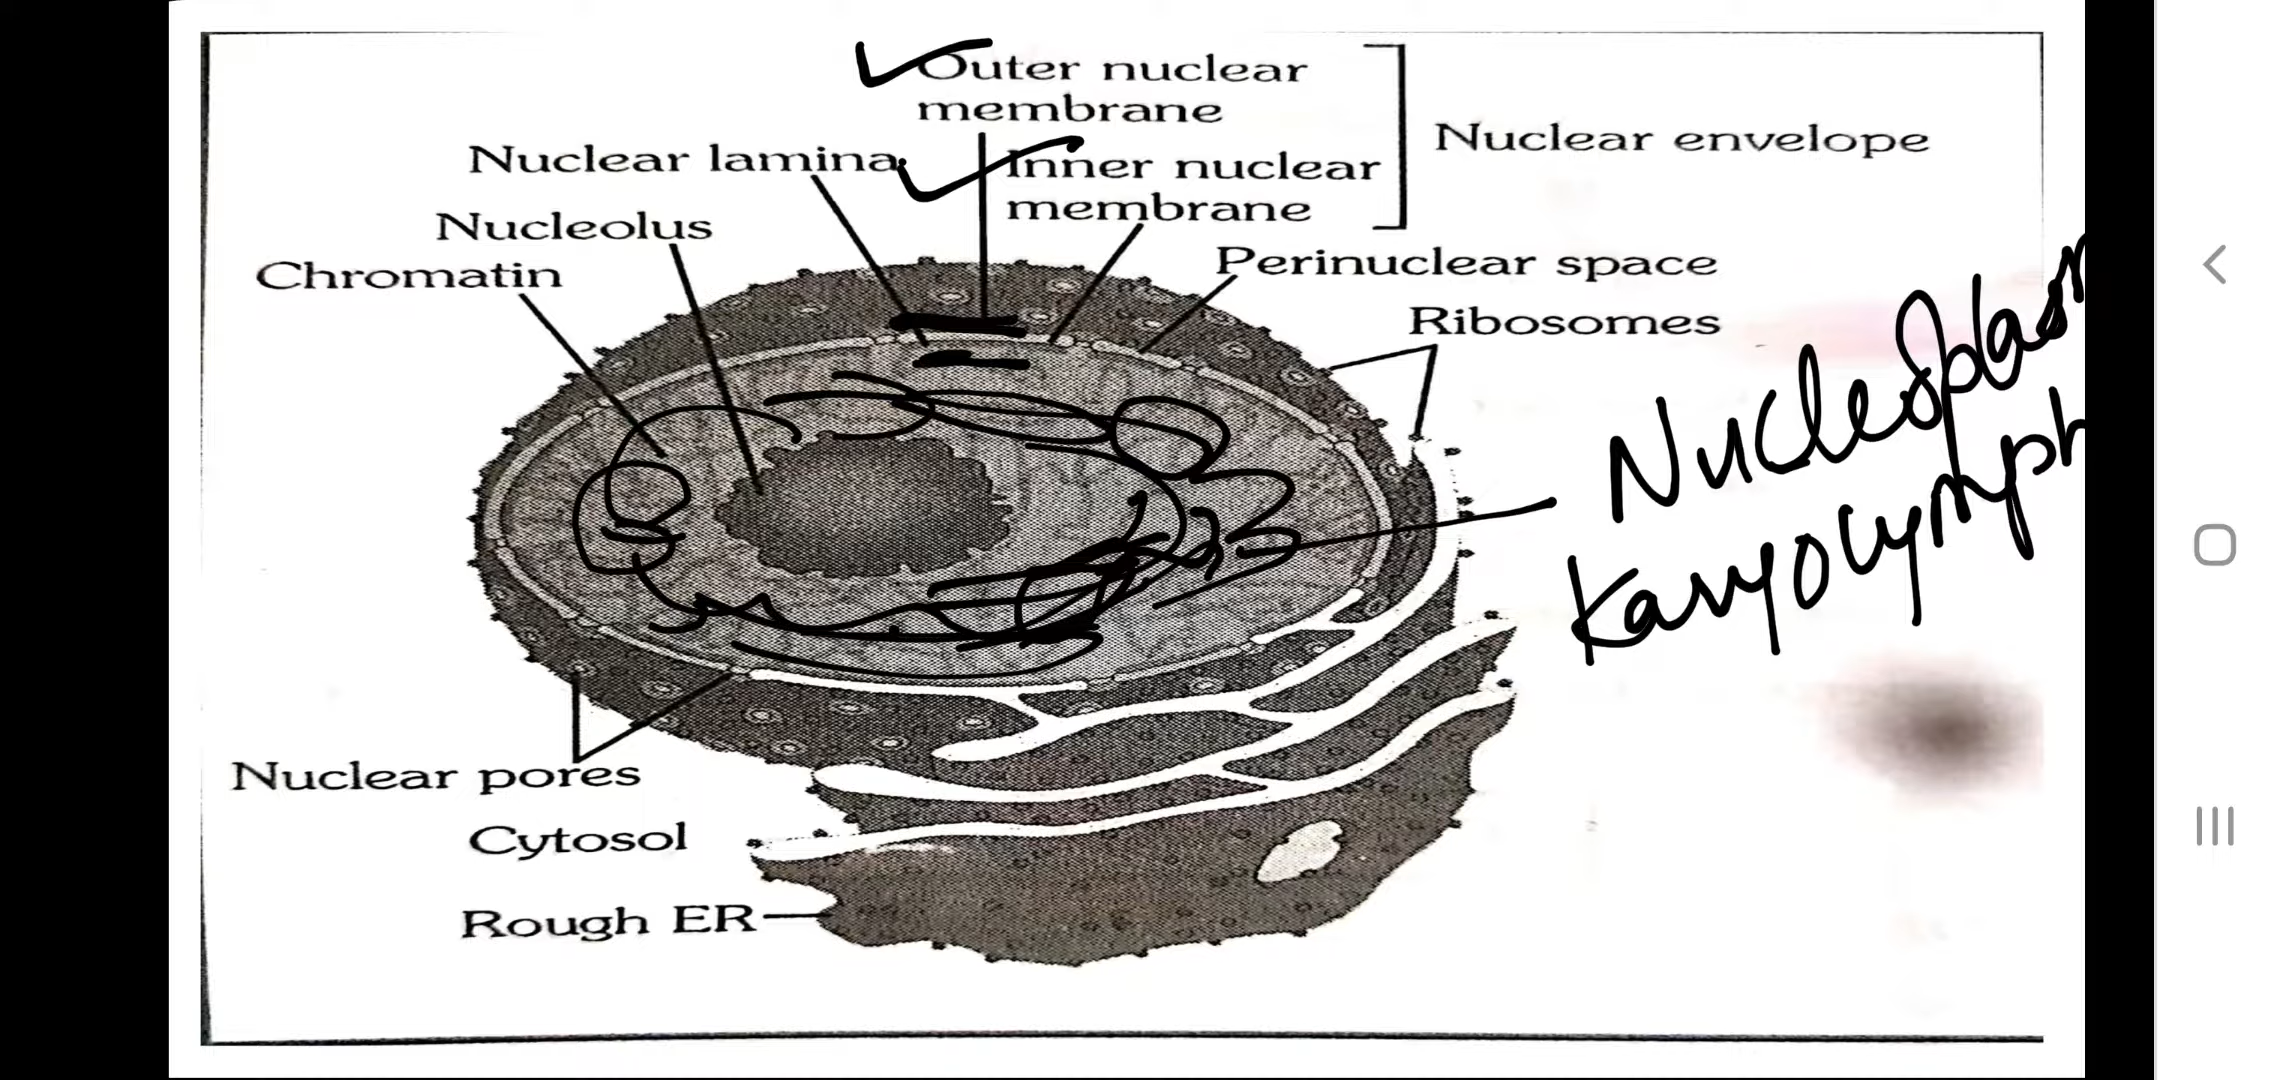 Outer nuclear
membrane
Nuclear lamina
Inner nuclear
membrane
Nuclear envelope
Nucleolus
Chromatin
Perinuclear space
Ribosomes
Nucleoplasm
Karyolymph
Nuclear pores
Cytosol
Rough ER